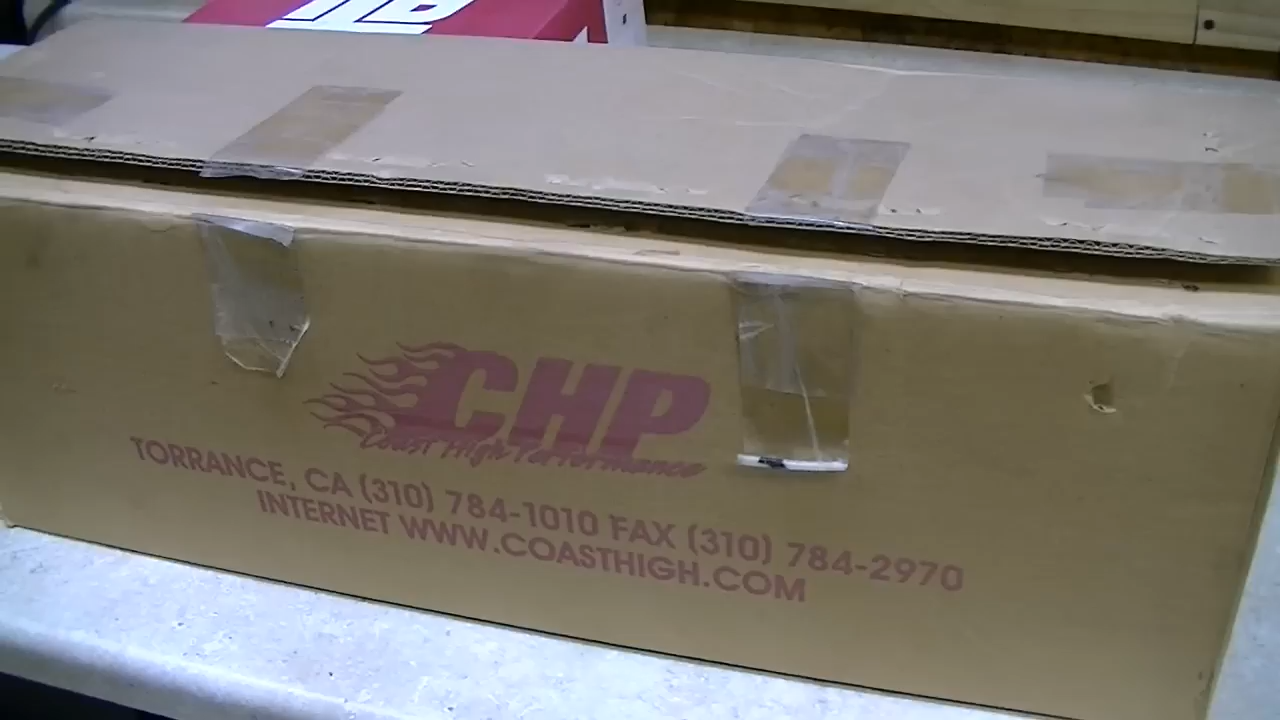 CHP
Coast High Performance
TORRANCE, CA (310) 784-1010 FAX (310) 784-2970
INTERNET WWW.COASTHIGH.COM